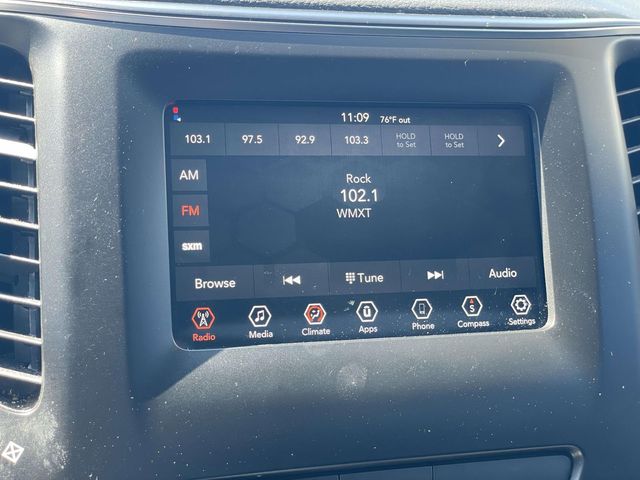 11:09 76°F out
103.1 97.5 92.9 103.3 HOLD to Set HOLD to Set
AM
Rock
FM
102.1
WMXT
sxm
Browse Tune Audio
S
Radio Media Climate Apps Phone Compass Settings